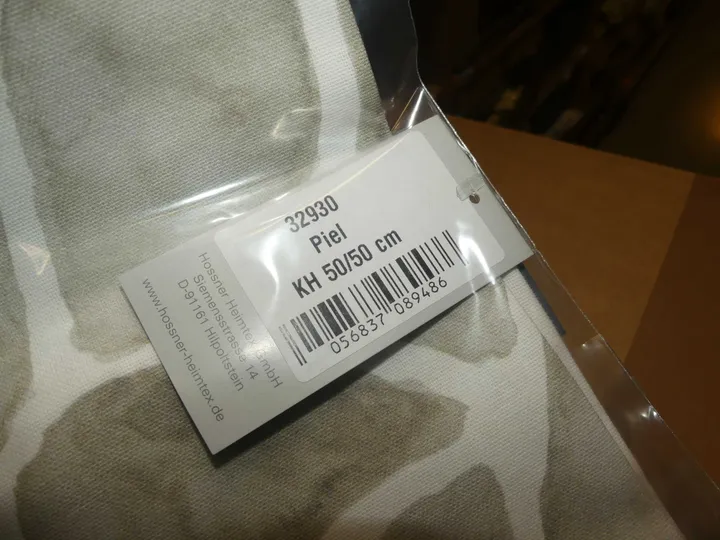 32930
Piel
KH 50/50 cm
056837 089486
Hossner Heimtex GmbH
Siemensstrasse 14
D-91161 Hilpoltstein
www.hossner-heimtex.de